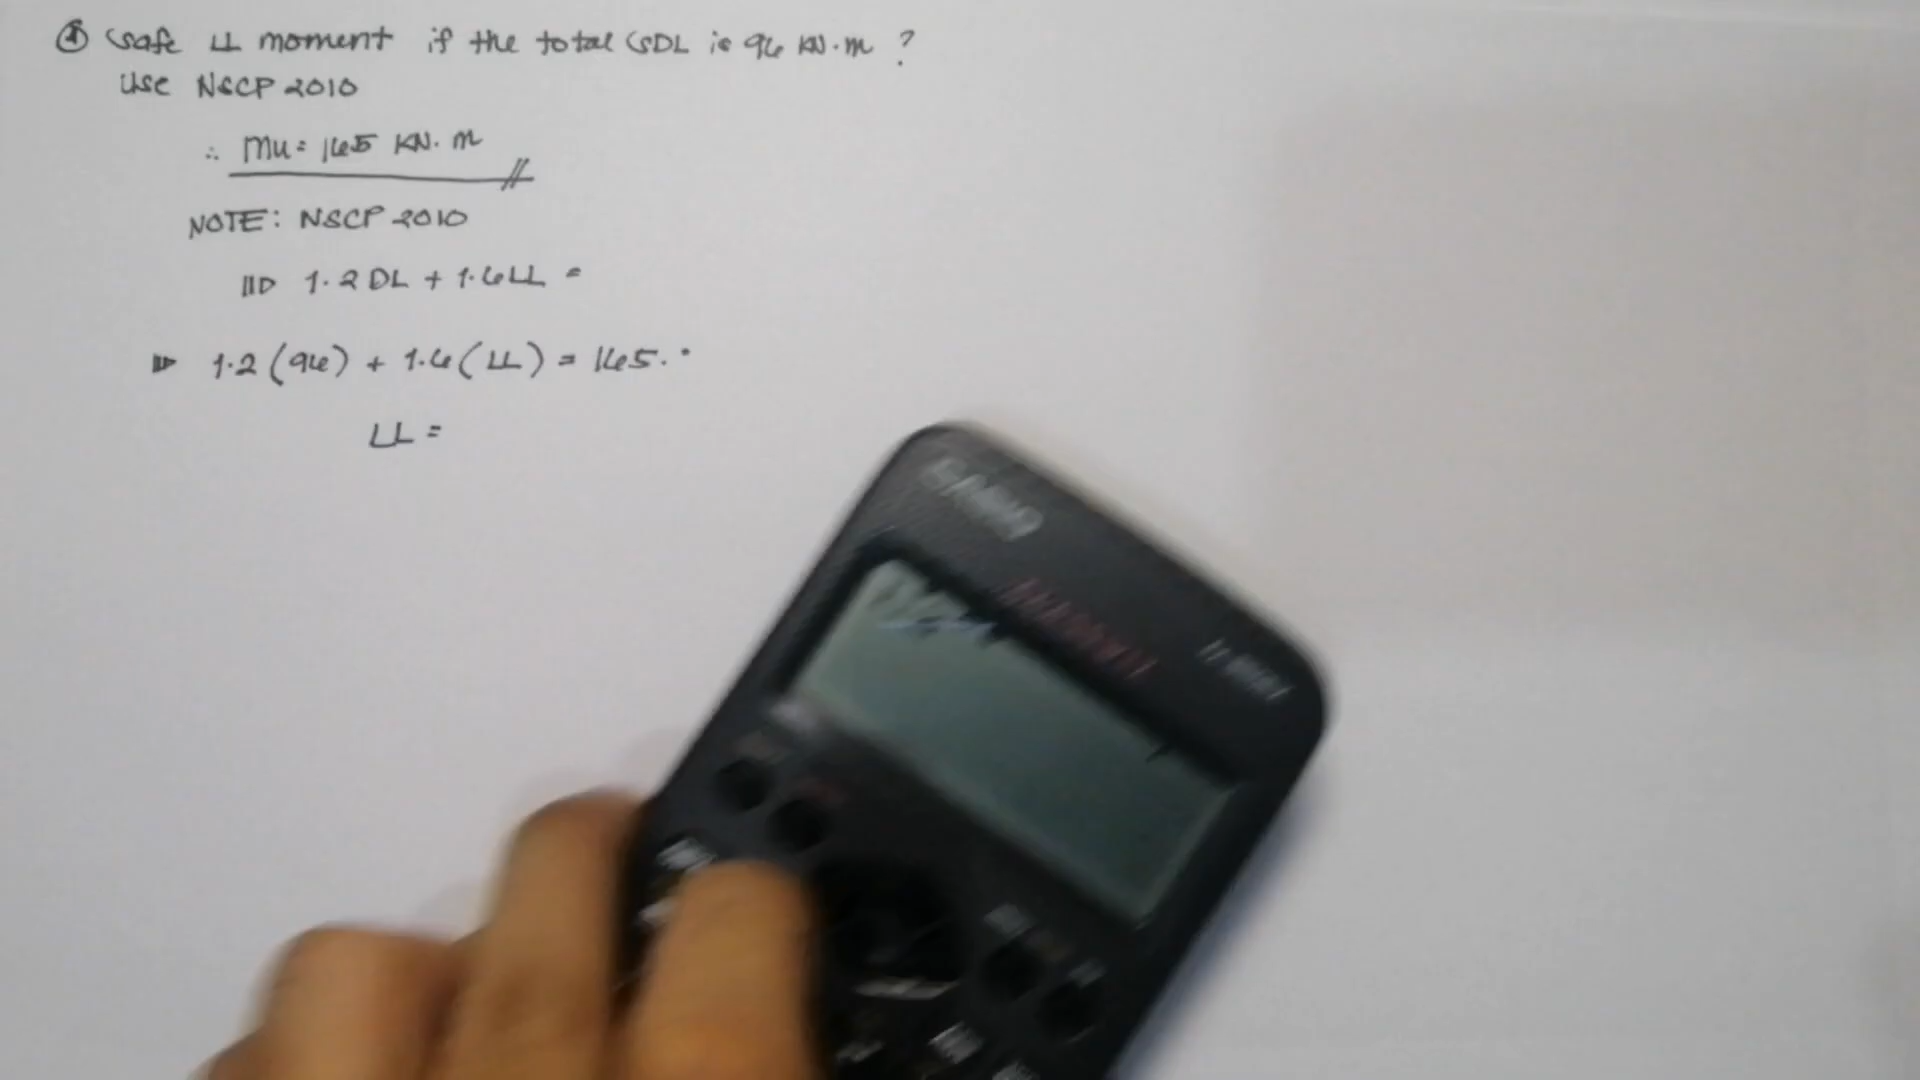 ④ Safe LL moment if the total SDL is 96 KN.m ?
Use NSCP 2010
∴ Mu = 165 KN.m
NOTE: NSCP 2010
1.2 DL + 1.6 LL =
1.2 (96) + 1.6 (LL) = 165.
LL =